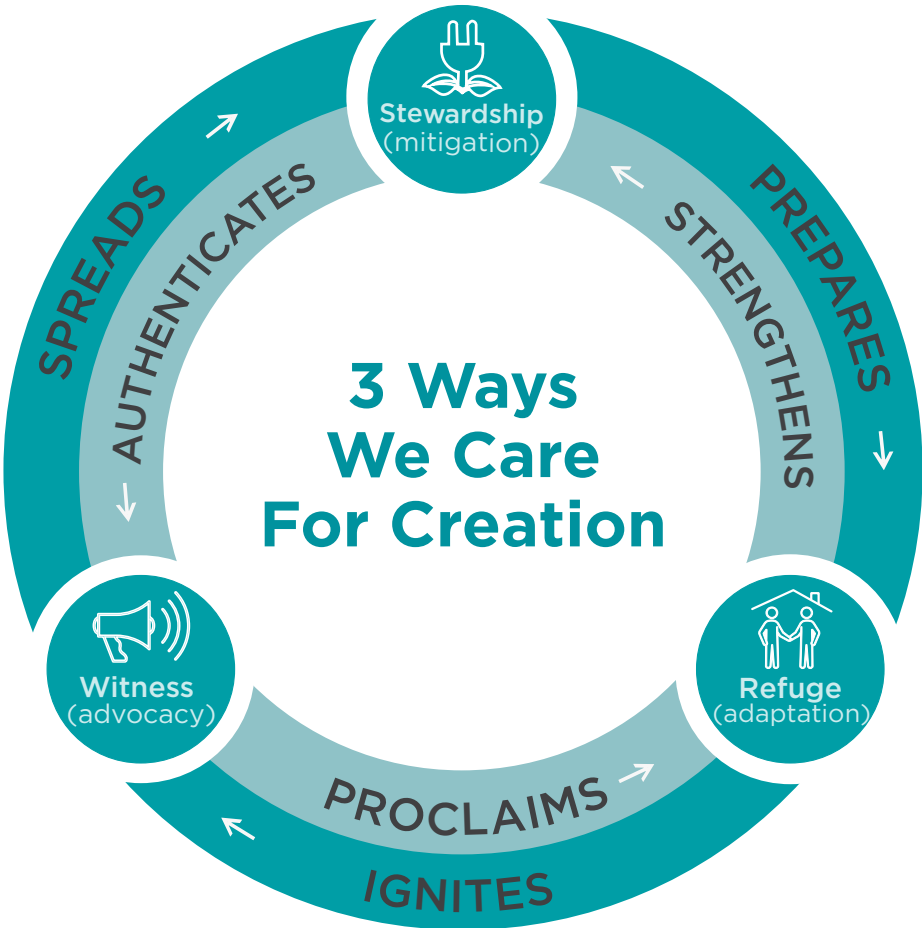 Stewardship
(mitigation)
SPREADS
AUTHENTICATES
STRENGTHENS
PREPARES
3 Ways
We Care
For Creation
Witness
(advocacy)
Refuge
(adaptation)
PROCLAIMS
IGNITES